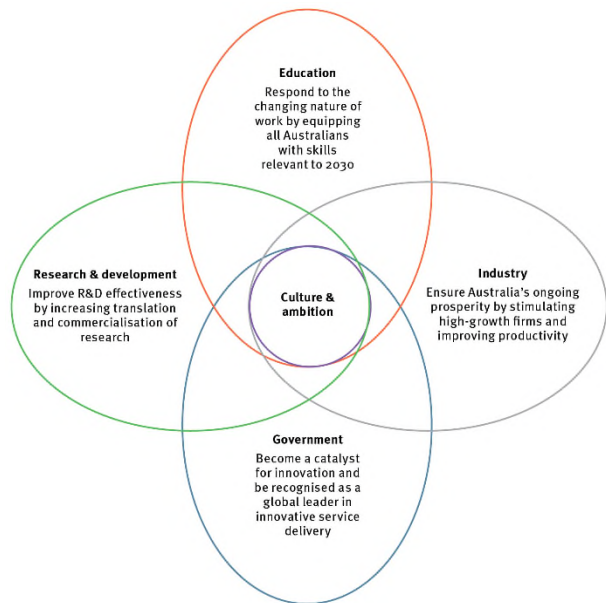 Education
Respond to the
changing nature of
work by equipping
all Australians
with skills
relevant to 2030
Research & development
Improve R&D effectiveness
by increasing translation
and commercialisation of
research
Culture &
ambition
Industry
Ensure Australia's ongoing
prosperity by stimulating
high-growth firms and
improving productivity
Government
Become a catalyst
for innovation and
be recognised as a
global leader in
innovative service
delivery